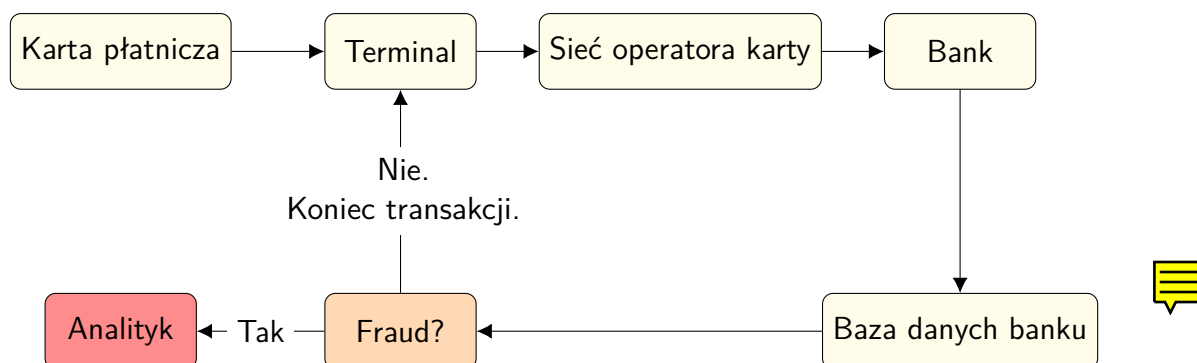 Karta płatnicza
Terminal
Sieć operatora karty
Bank
Nie.
Koniec transakcji.
Analityk
Tak
Fraud?
Baza danych banku